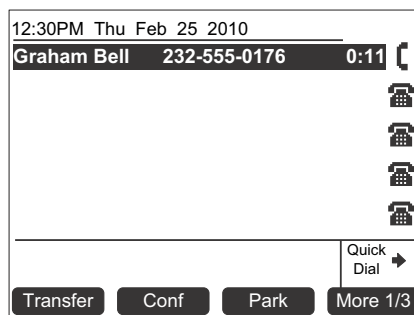 12:30PM Thu Feb 25 2010
Graham Bell 232-555-0176 0:11
Quick
Dial
Transfer Conf Park More 1/3